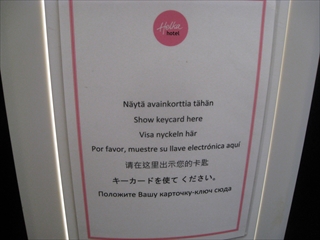 Helka
hotel
Näytä avainkorttia tähän
Show keycard here
Visa nyckeln här
Por favor, muestre su llave electrónica aquí
请在这里出示您的卡匙
キーカードを使て ください。
Положите Вашу карточку-ключ сюда